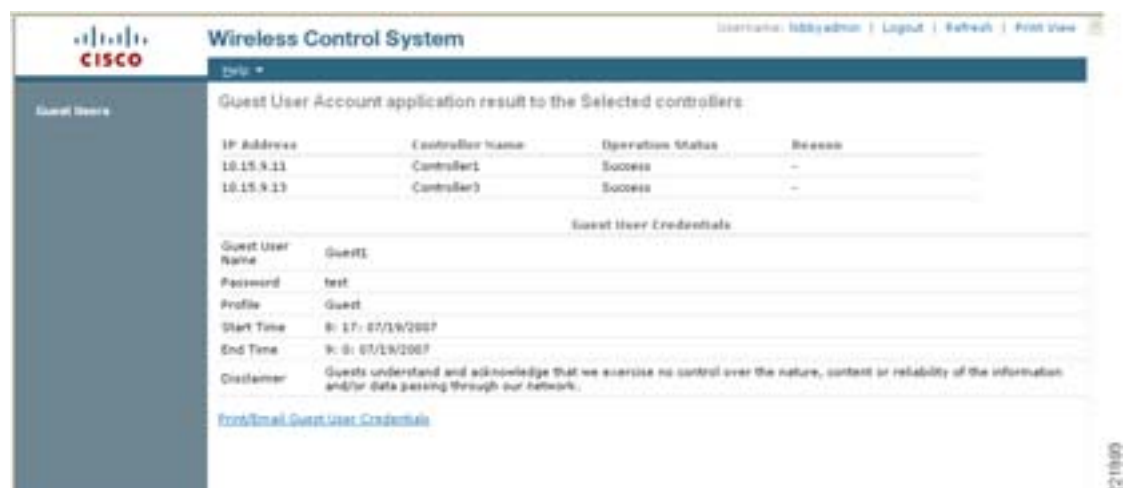 CISCO
Wireless Control System
Username: lobbyadmin | Logout | Refresh | Print View
Help
Guest Users
Guest User Account application result to the Selected controllers
IP Address Controller Name Operation Status Reason
10.15.9.11 Controller1 Success -
10.15.9.13 Controller3 Success -
Guest User Credentials
Guest User Name Guest1
Password test
Profile Guest
Start Time 8: 17: 07/19/2007
End Time 9: 0: 07/19/2007
Disclaimer Guests understand and acknowledge that we exercise no control over the nature, content or reliability of the information
and/or data passing through our network.
Print/Email Guest User Credentials